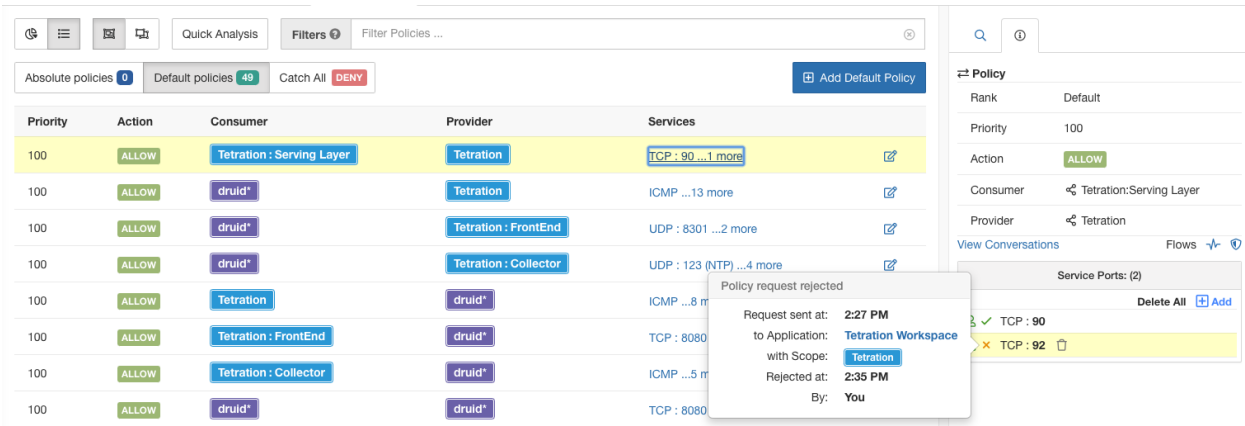 Quick Analysis Filters Filter Policies ...
Absolute policies 0 Default policies 49 Catch All DENY Add Default Policy
Priority Action Consumer Provider Services
100 ALLOW Tetration : Serving Layer Tetration TCP : 90 ...1 more
100 ALLOW druid* Tetration ICMP ...13 more
100 ALLOW druid* Tetration : FrontEnd UDP : 8301 ...2 more
100 ALLOW druid* Tetration : Collector UDP : 123 (NTP) ...4 more
100 ALLOW Tetration druid* ICMP ...8 m
100 ALLOW Tetration : FrontEnd druid* TCP : 8080
100 ALLOW Tetration : Collector druid* ICMP ...5 m
100 ALLOW druid* druid* TCP : 8080
Policy request rejected
Request sent at: 2:27 PM
to Application: Tetration Workspace
with Scope: Tetration
Rejected at: 2:35 PM
By: You
Policy
Rank Default
Priority 100
Action ALLOW
Consumer Tetration:Serving Layer
Provider Tetration
View Conversations Flows
Service Ports: (2)
Delete All Add
TCP : 90
TCP : 92